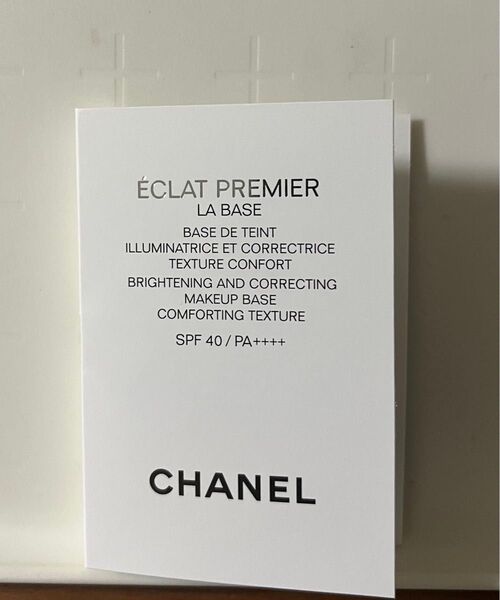 ÉCLAT PREMIER
LA BASE
BASE DE TEINT
ILLUMINATRICE ET CORRECTRICE
TEXTURE CONFORT
BRIGHTENING AND CORRECTING
MAKEUP BASE
COMFORTING TEXTURE
SPF 40 / PA++++
CHANEL